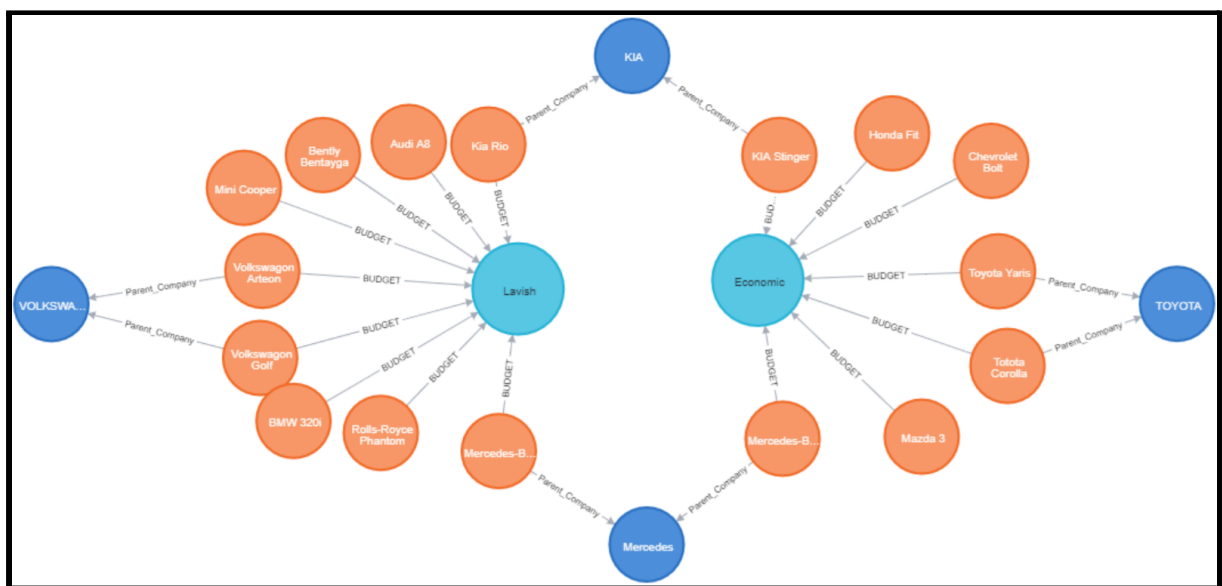 KIA
Parent_Company
Parent_Company
Honda Fit
Audi A8
Kia Rio
KIA Stinger
Bently
Bentayga
Chevrolet
Bolt
Mini Cooper
BUDGET
BUDGET
BUDGET
BUDGET
BUD...
BUDGET
BUDGET
Volkswagon
Arteon
Parent_Company
BUDGET
Lavish
Economic
BUDGET
Toyota Yaris
Parent_Company
VOLKSWA...
TOYOTA
Parent_Company
Volkswagon
Golf
BUDGET
BUDGET
BUDGET
BUDGET
BUDGET
BUDGET
BUDGET
Parent_Company
Totota
Corolla
BMW 320i
Rolls-Royce
Phantom
Mercedes-B...
Mercedes-B...
Mazda 3
Parent_Company
Parent_Company
Mercedes